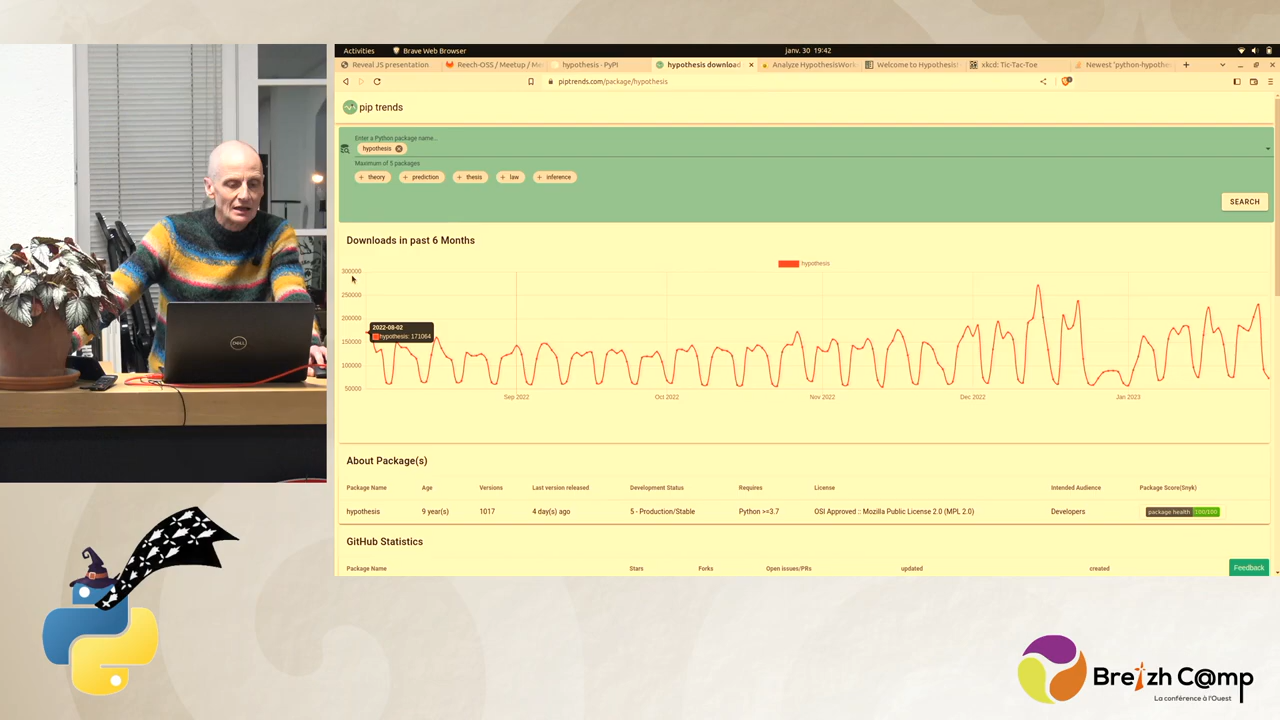 Activities Brave Web Browser janv. 30 19:42
Reveal JS presentation Reech-OSS / Meetup / Me hypothesis · PyPI hypothesis download Analyze HypothesisWork Welcome to Hypothesis! xkcd: Tic-Tac-Toe Newest 'python-hypoth
piptrends.com/package/hypothesis
pip trends
Enter a Python package name...
hypothesis
Maximum of 5 packages
+ theory + prediction + thesis + law + inference
SEARCH
Downloads in past 6 Months
hypothesis
300000
250000
200000
150000
100000
50000
2022-08-02
hypothesis: 171064
Sep 2022 Oct 2022 Nov 2022 Dec 2022 Jan 2023
About Package(s)
Package Name Age Versions Last version released Development Status Requires License Intended Audience Package Score(Snyk)
hypothesis 9 year(s) 1017 4 day(s) ago 5 - Production/Stable Python >=3.7 OSI Approved :: Mozilla Public License 2.0 (MPL 2.0) Developers package health 100/100
GitHub Statistics
Package Name Stars Forks Open issues/PRs updated created
Feedback
DELL
Breizh C@mp
La conférence à l'Ouest